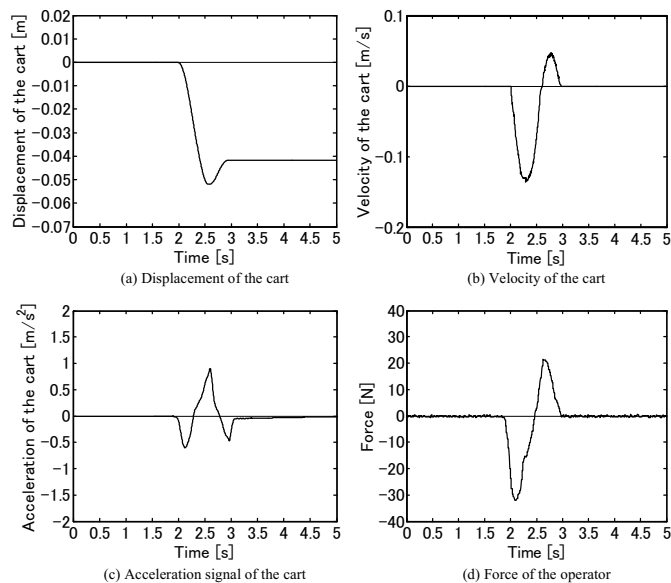 Displacement of the cart [m]
0.02
0.01
0
−0.01
−0.02
−0.03
−0.04
−0.05
−0.06
−0.07
0 0.5 1 1.5 2 2.5 3 3.5 4 4.5 5
Time [s]
(a) Displacement of the cart
Velocity of the cart [m/s]
0.1
0
−0.1
−0.2
0 0.5 1 1.5 2 2.5 3 3.5 4 4.5 5
Time [s]
(b) Velocity of the cart
Acceleration of the cart [m/s²]
2
1.5
1
0.5
0
−0.5
−1
−1.5
−2
0 0.5 1 1.5 2 2.5 3 3.5 4 4.5 5
Time [s]
(c) Acceleration signal of the cart
Force [N]
40
30
20
10
0
−10
−20
−30
−40
0 0.5 1 1.5 2 2.5 3 3.5 4 4.5 5
Time [s]
(d) Force of the operator